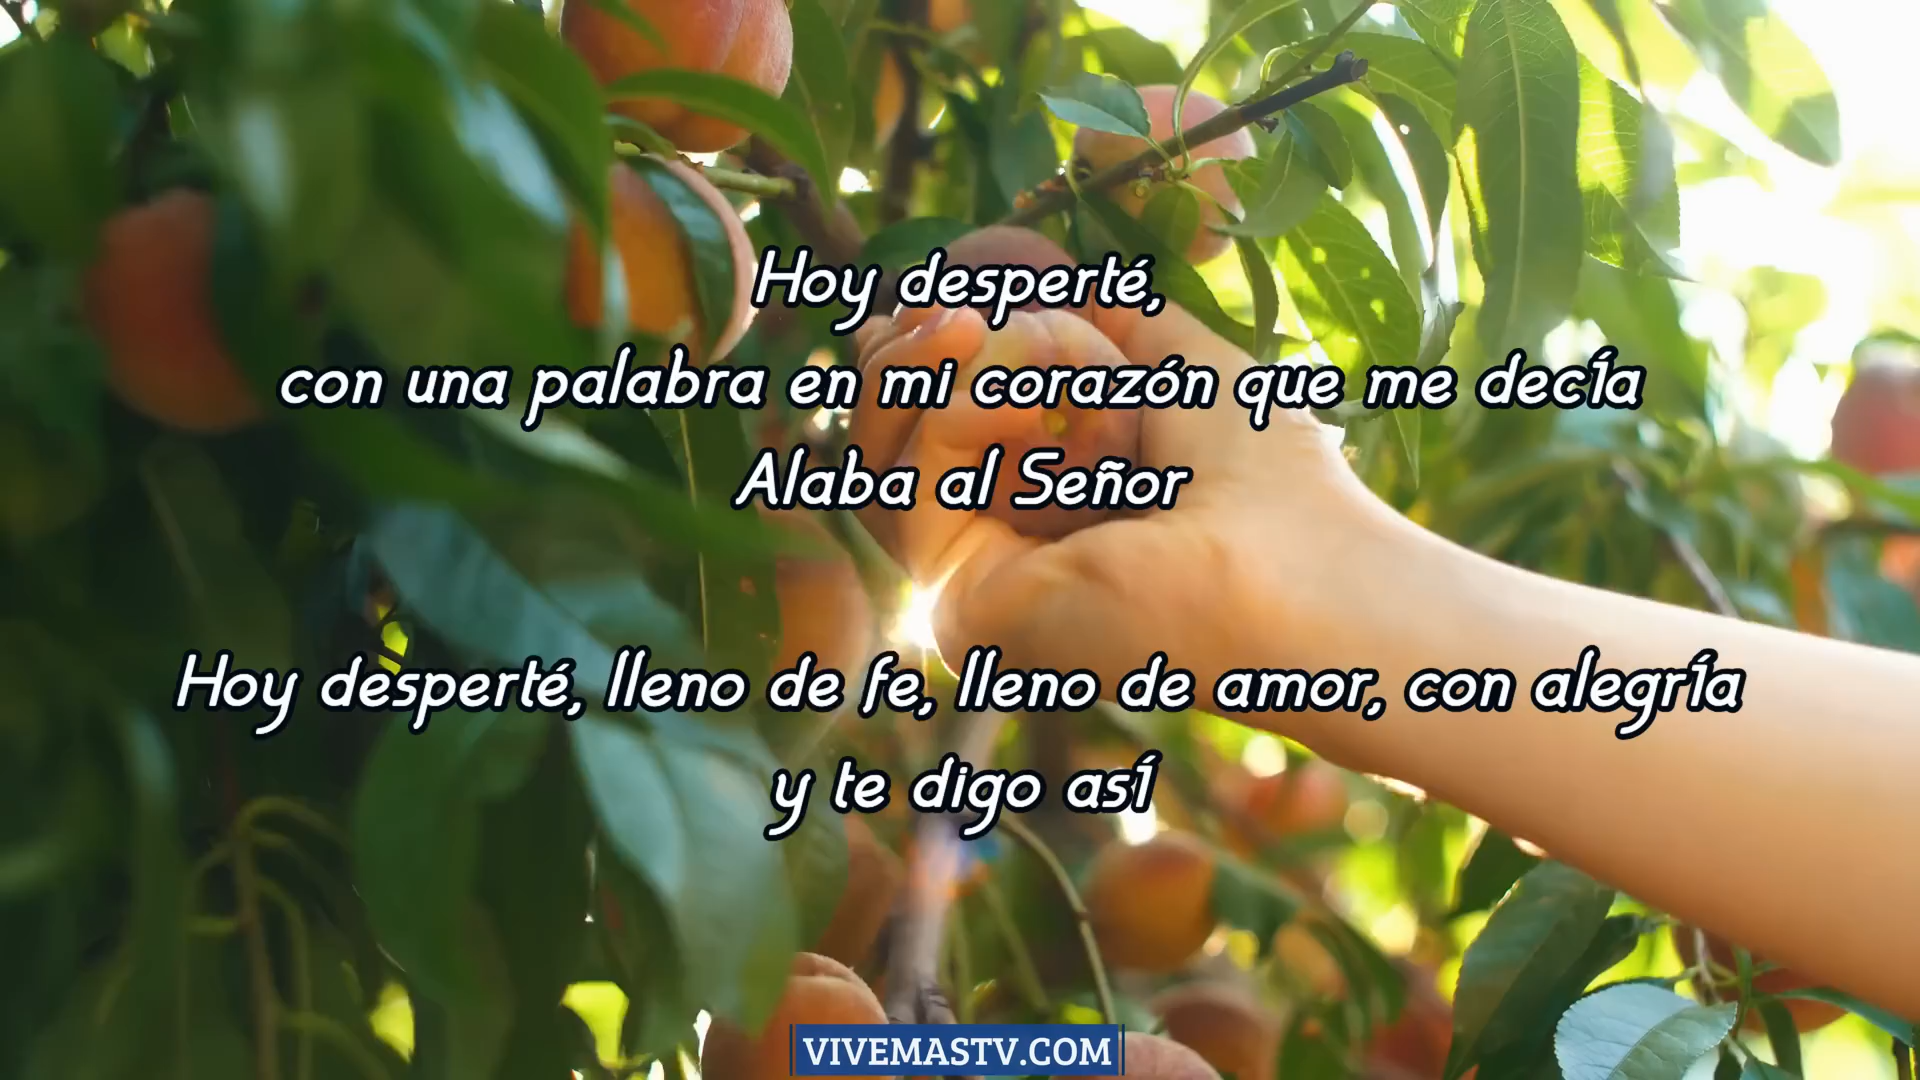 Hoy desperté,
con una palabra en mi corazón que me decía
Alaba al Señor
Hoy desperté, lleno de fe, lleno de amor, con alegría
y te digo así
VIVEMASTV.COM